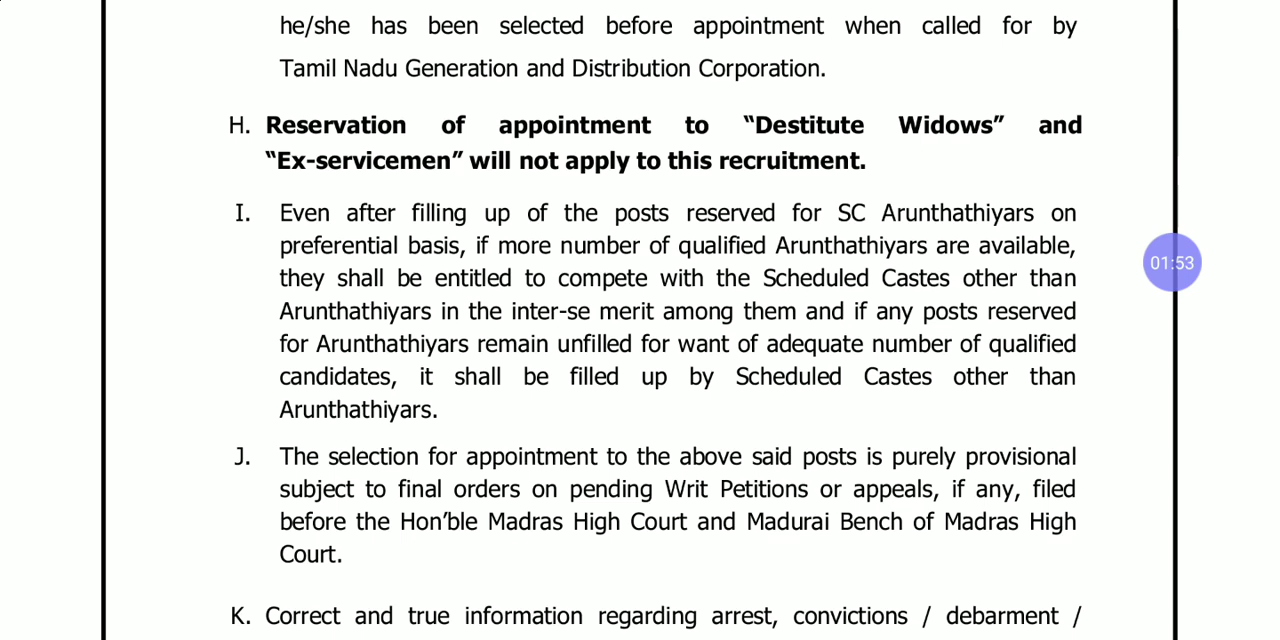 he/she has been selected before appointment when called for by
Tamil Nadu Generation and Distribution Corporation.
H. Reservation of appointment to “Destitute Widows” and
“Ex-servicemen” will not apply to this recruitment.
I. Even after filling up of the posts reserved for SC Arunthathiyars on
preferential basis, if more number of qualified Arunthathiyars are available,
they shall be entitled to compete with the Scheduled Castes other than
Arunthathiyars in the inter-se merit among them and if any posts reserved
for Arunthathiyars remain unfilled for want of adequate number of qualified
candidates, it shall be filled up by Scheduled Castes other than
Arunthathiyars.
J. The selection for appointment to the above said posts is purely provisional
subject to final orders on pending Writ Petitions or appeals, if any, filed
before the Hon’ble Madras High Court and Madurai Bench of Madras High
Court.
K. Correct and true information regarding arrest, convictions / debarment /
01:53